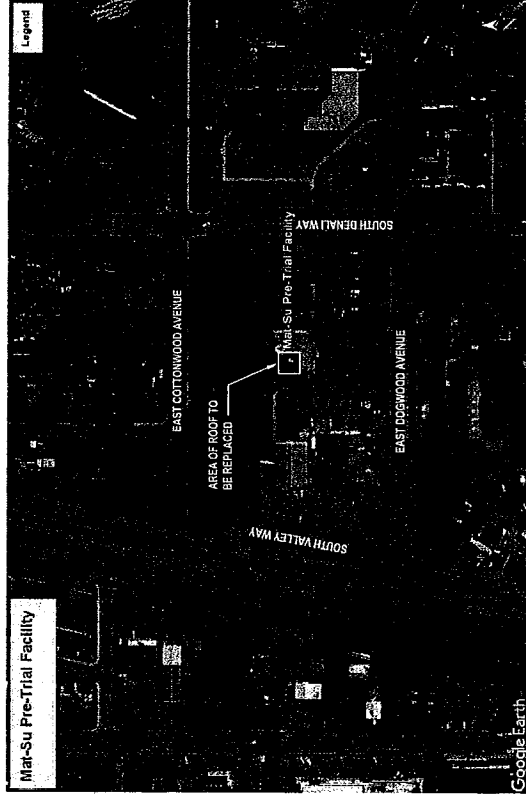 Mat-Su Pre-Trial Facility
Legend
EAST COTTONWOOD AVENUE
AREA OF ROOF TO
BE REPLACED
Mat-Su Pre-Trial Facility
SOUTH DENALI WAY
SOUTH VALLEY WAY
EAST DOGWOOD AVENUE
Google Earth